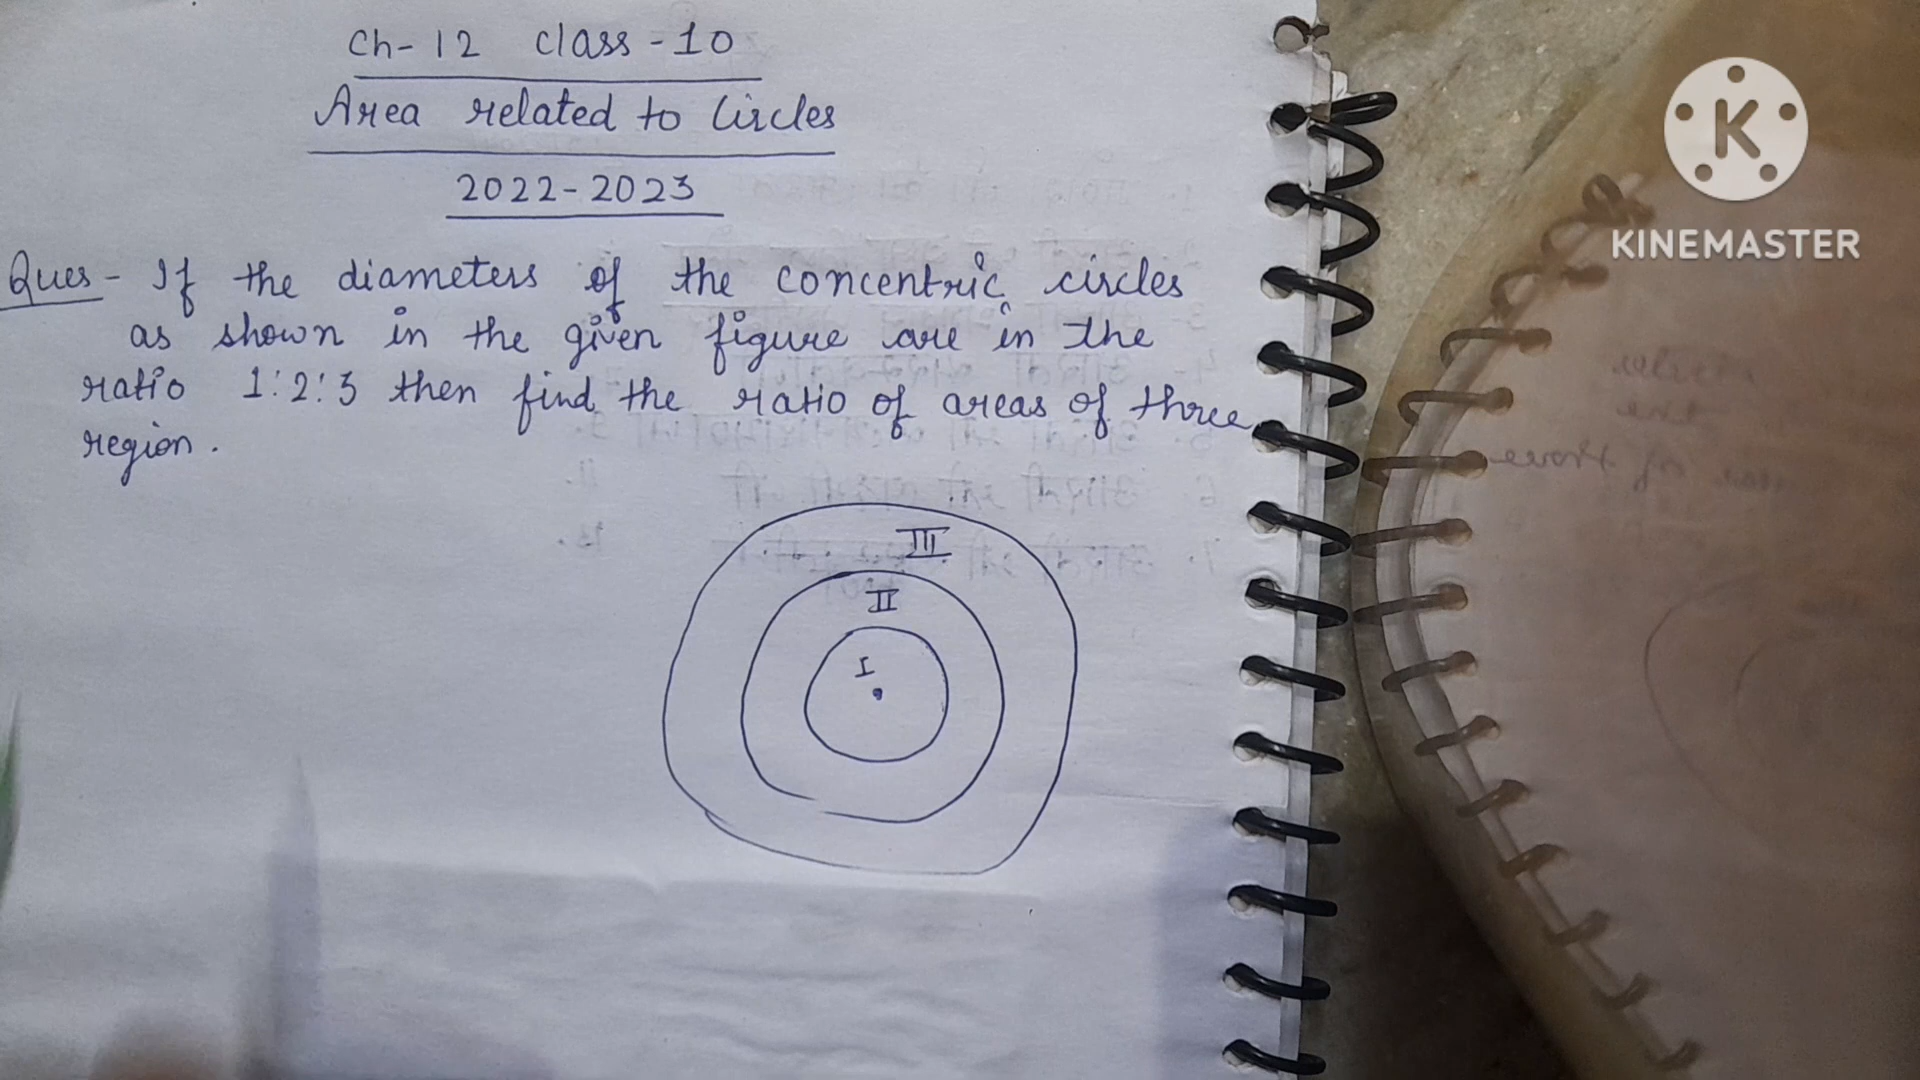 Ch-12 class-10
Area related to Circles
2022-2023
Ques- If the diameters of the concentric circles
as shown in the given figure are in the
ratio 1:2:3 then find the ratio of areas of three
region.
III
II
I
K
KINEMASTER